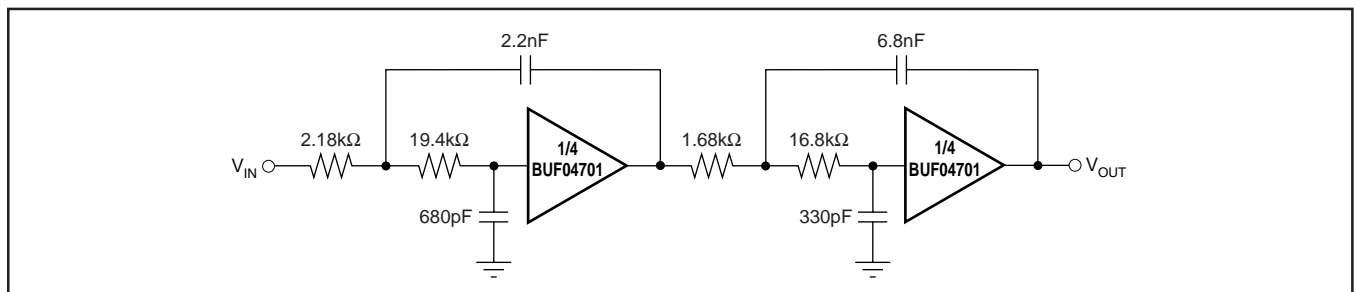 2.2nF
6.8nF
2.18kΩ
19.4kΩ
1/4
BUF04701
1.68kΩ
16.8kΩ
1/4
BUF04701
V_IN
V_OUT
680pF
330pF